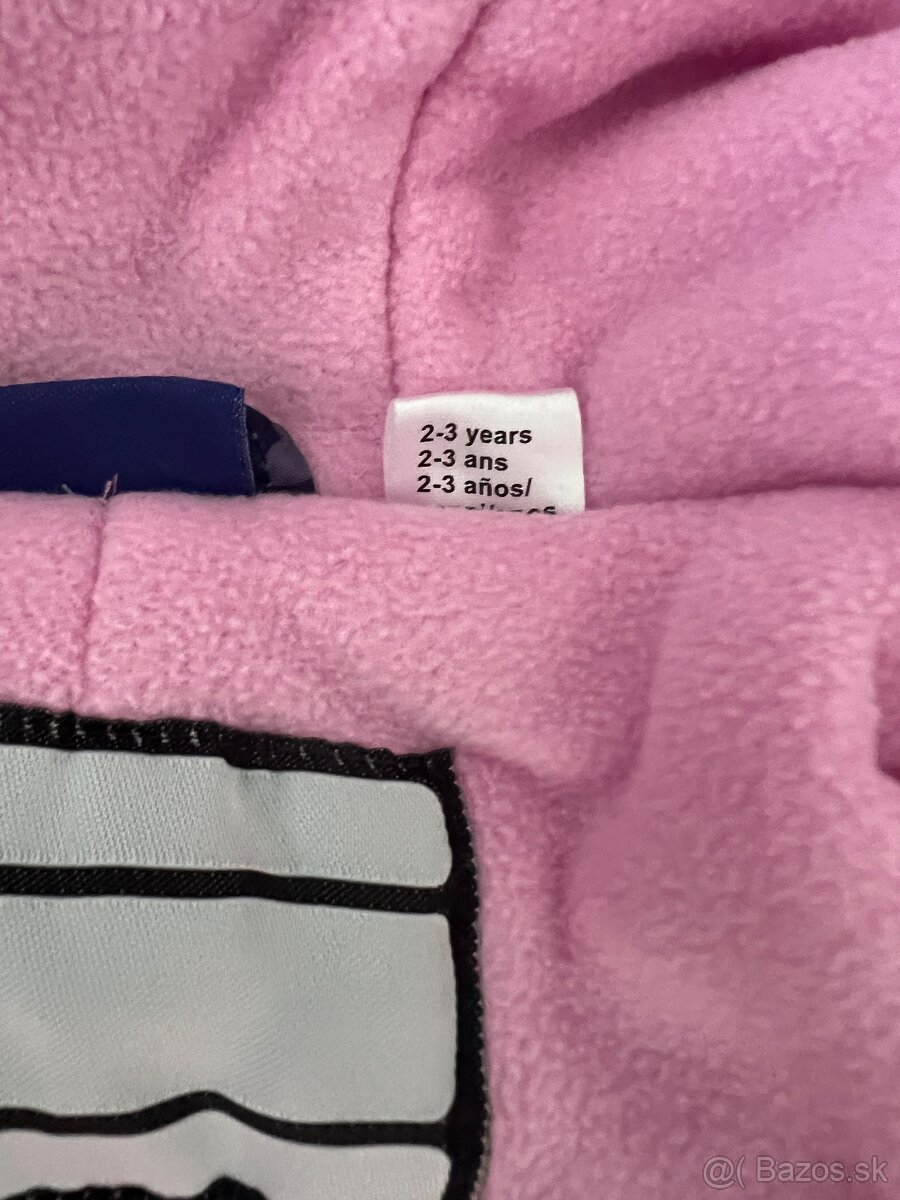 2-3 years
2-3 ans
2-3 años/
@( Bazos.sk